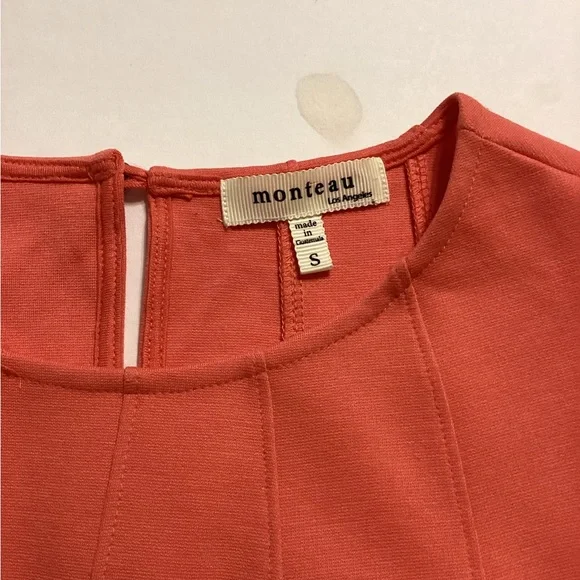 monteau
Los Angeles
made
in
Guatemala
S